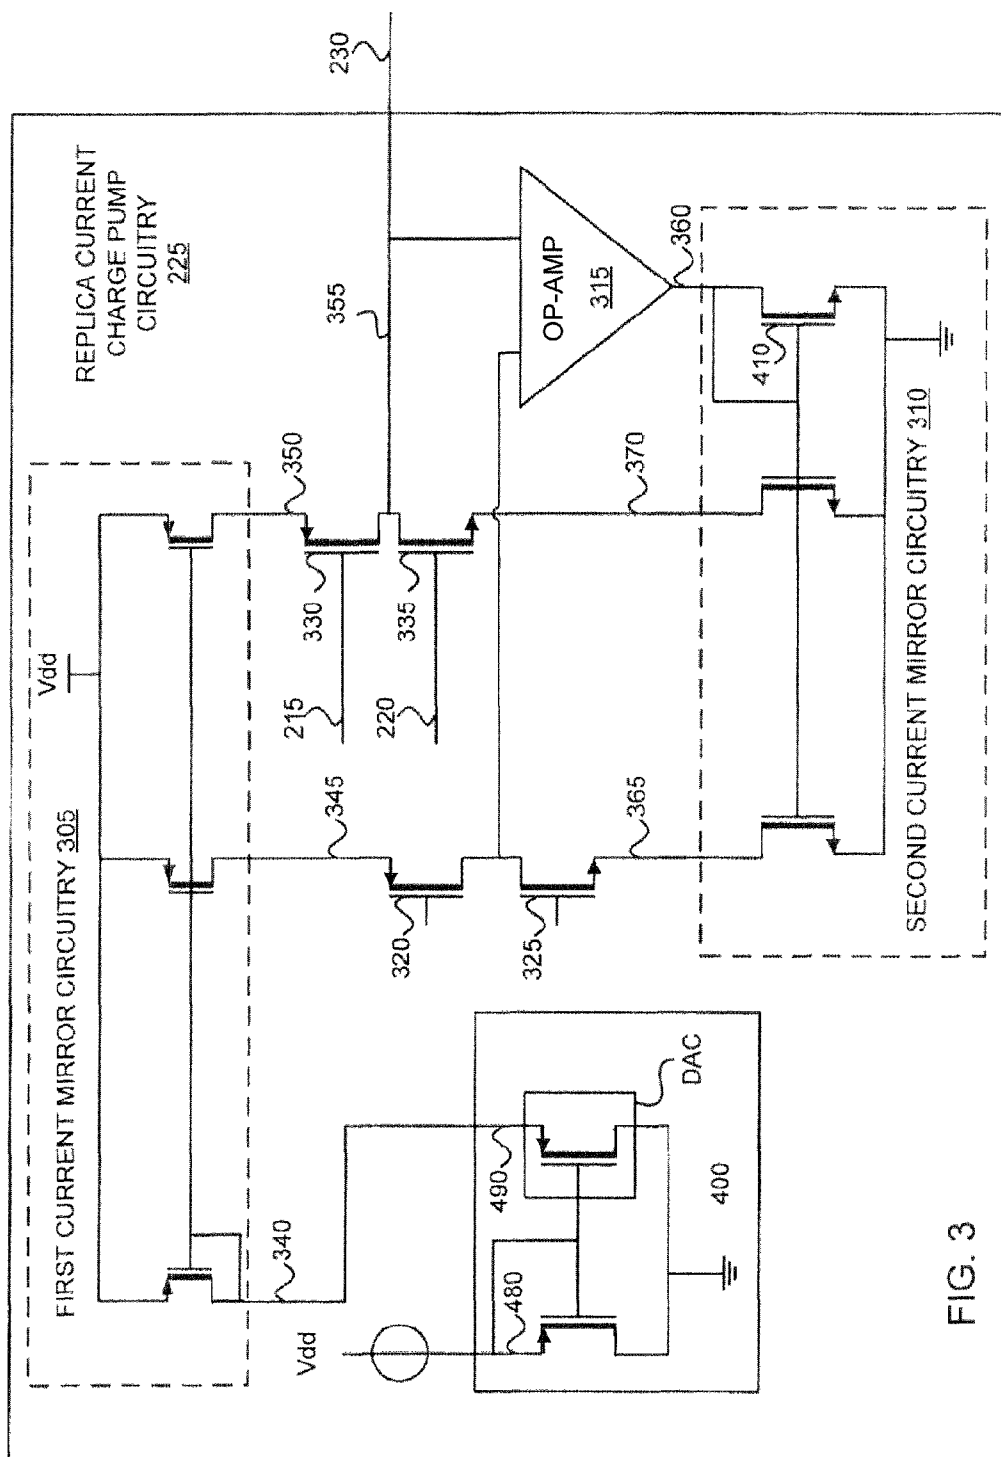 REPLICA CURRENT
CHARGE PUMP
CIRCUITRY
225
230
355
FIRST CURRENT MIRROR CIRCUITRY 305
Vdd
340
345
350
330
335
215
220
320
325
OP-AMP
315
360
365
370
410
SECOND CURRENT MIRROR CIRCUITRY 310
Vdd
480
490
DAC
400
FIG. 3